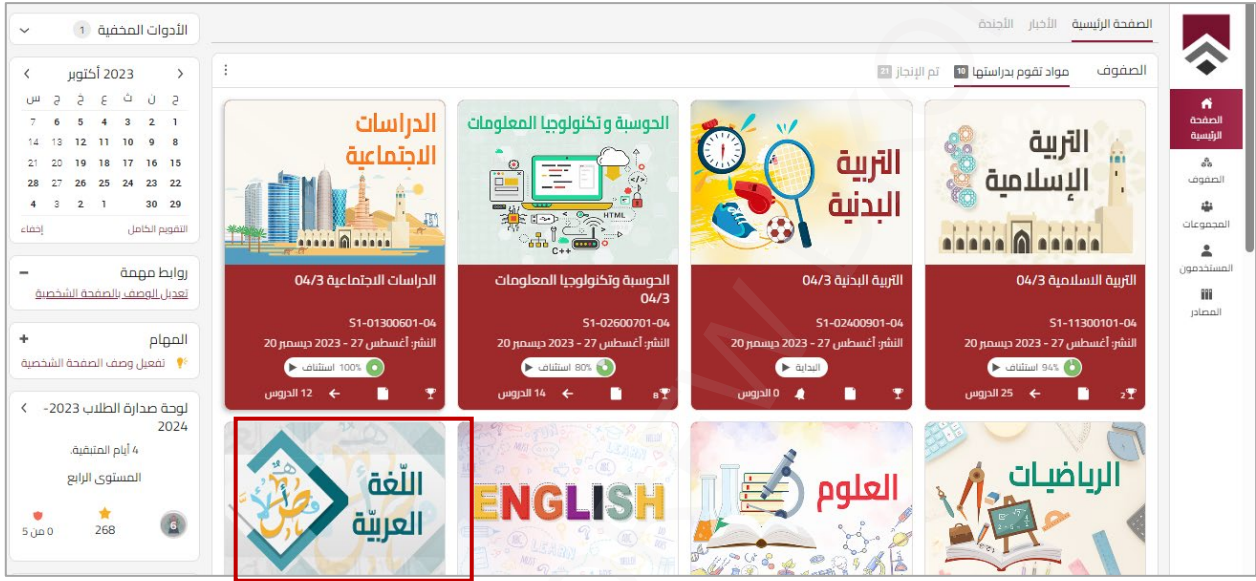 الصفحة الرئيسية الأخبار الأجندة
الصفحة
الرئيسية
الصفوف
المجموعات
المستخدمون
المصادر
الصفوف مواد تقوم بدراستها 10 تم الإنجاز 21
التربية
الإسلامية
التربية الاسلامية 04/3
S1-11300101-04
النشر: أغسطس 27 - 2023 ديسمبر 20
94% استئناف
2 25 الدروس
التربية
البدنية
التربية البدنية 04/3
S1-02400901-04
النشر: أغسطس 27 - 2023 ديسمبر 20
البداية
0 الدروس
الحوسبة و تكنولوجيا المعلومات
HTML
C++
الحوسبة وتكنولوجيا المعلومات
04/3
S1-02600701-04
النشر: أغسطس 27 - 2023 ديسمبر 20
80% استئناف
8 14 الدروس
الدراسات
الاجتماعية
الدراسات الاجتماعية 04/3
S1-01300601-04
النشر: أغسطس 27 - 2023 ديسمبر 20
100% استئناف
12 الدروس
الرياضيات
العلوم
ENGLISH
اللّغة
العربيّة
الأدوات المخفية 1
2023 أكتوبر
ح ن ث ع خ ج س
1 2 3 4 5 6 7
8 9 10 11 12 13 14
15 16 17 18 19 20 21
22 23 24 25 26 27 28
29 30 1 2 3 4
التقويم الكامل إخفاء
روابط مهمة
تعديل الوصف بالصفحة الشخصية
المهام
تفعيل وصف الصفحة الشخصية
لوحة صدارة الطلاب 2023-
2024
4 أيام المتبقية.
المستوى الرابع
6 268 0 من 5